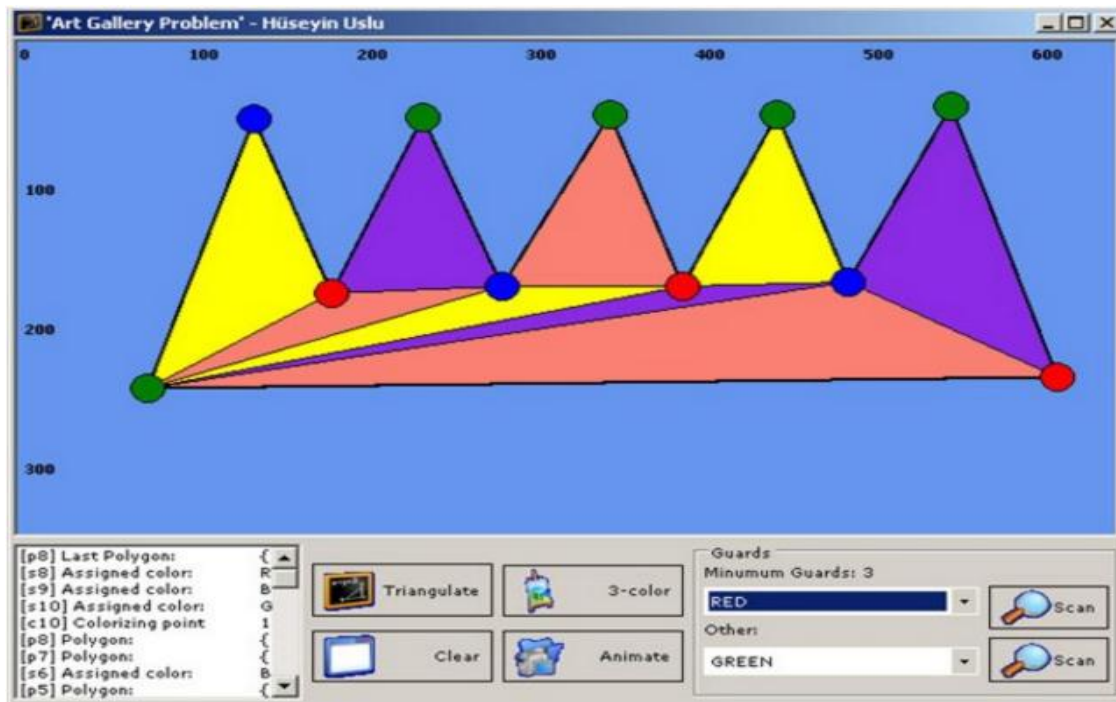 'Art Gallery Problem' - Hüseyin Uslu
0 100 200 300 400 500 600
100
200
300
[p8] Last Polygon: {
[s8] Assigned color: R
[s9] Assigned color: B
[s10] Assigned color: G
[c10] Colorizing point 1
[p8] Polygon: {
[p7] Polygon: {
[s6] Assigned color: B
[p5] Polygon: {
Triangulate
3-color
Clear
Animate
Guards
Minumum Guards: 3
RED
Scan
Other:
GREEN
Scan